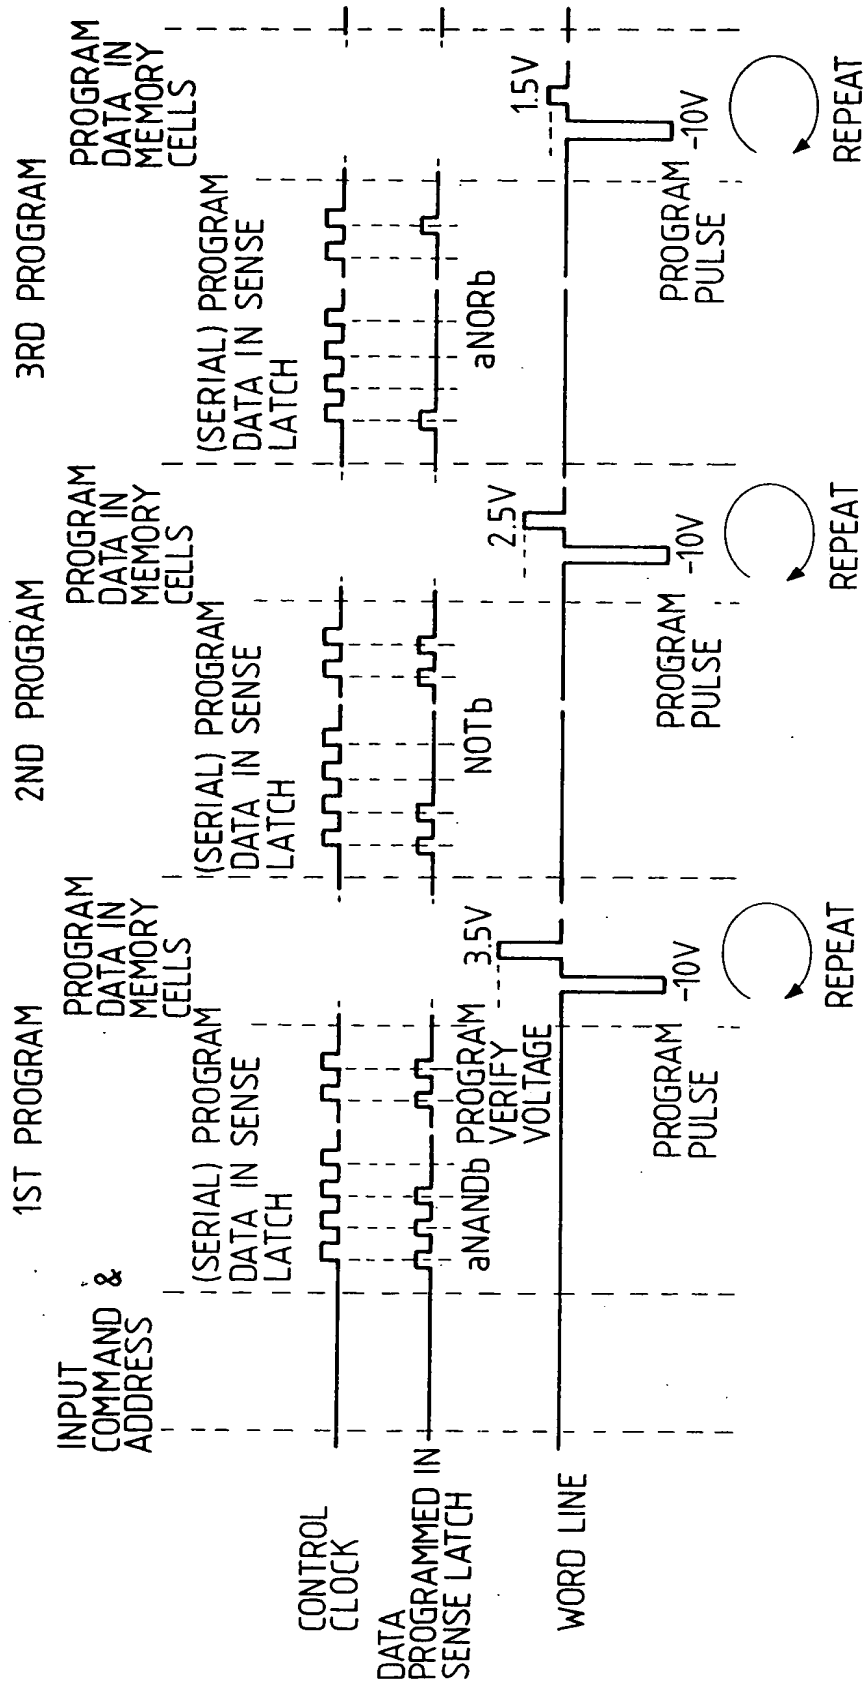 INPUT
COMMAND &
ADDRESS
1ST PROGRAM
(SERIAL) PROGRAM
DATA IN SENSE
LATCH
PROGRAM
DATA IN
MEMORY
CELLS
2ND PROGRAM
(SERIAL) PROGRAM
DATA IN SENSE
LATCH
PROGRAM
DATA IN
MEMORY
CELLS
3RD PROGRAM
(SERIAL) PROGRAM
DATA IN SENSE
LATCH
PROGRAM
DATA IN
MEMORY
CELLS
CONTROL
CLOCK
DATA
PROGRAMMED IN
SENSE LATCH
aNANDb
NOTb
aNORb
PROGRAM
VERIFY
VOLTAGE
3.5V
2.5V
1.5V
WORD LINE
PROGRAM
PULSE
-10V
PROGRAM
PULSE
-10V
PROGRAM
PULSE
-10V
REPEAT
REPEAT
REPEAT